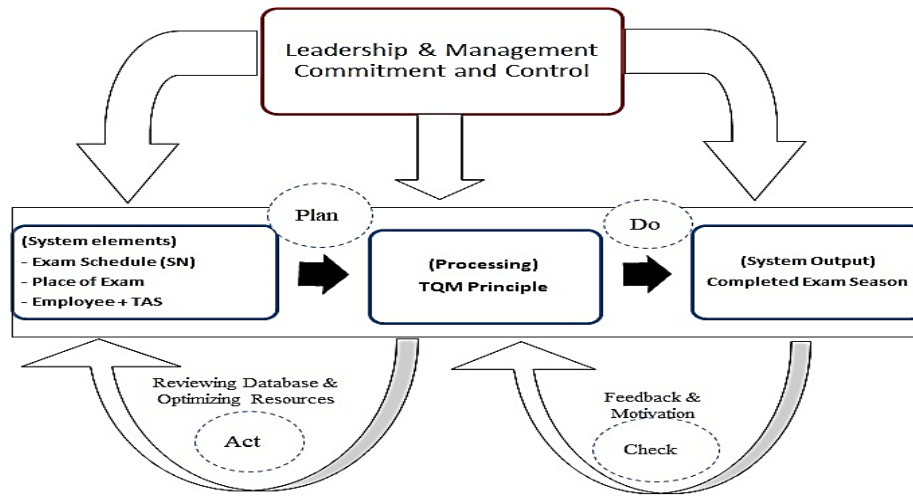 Leadership & Management
Commitment and Control
Plan
Do
(System elements)
- Exam Schedule (SN)
- Place of Exam
- Employee + TAS
(Processing)
TQM Principle
(System Output)
Completed Exam Season
Reviewing Database &
Optimizing Resources
Act
Feedback &
Motivation
Check